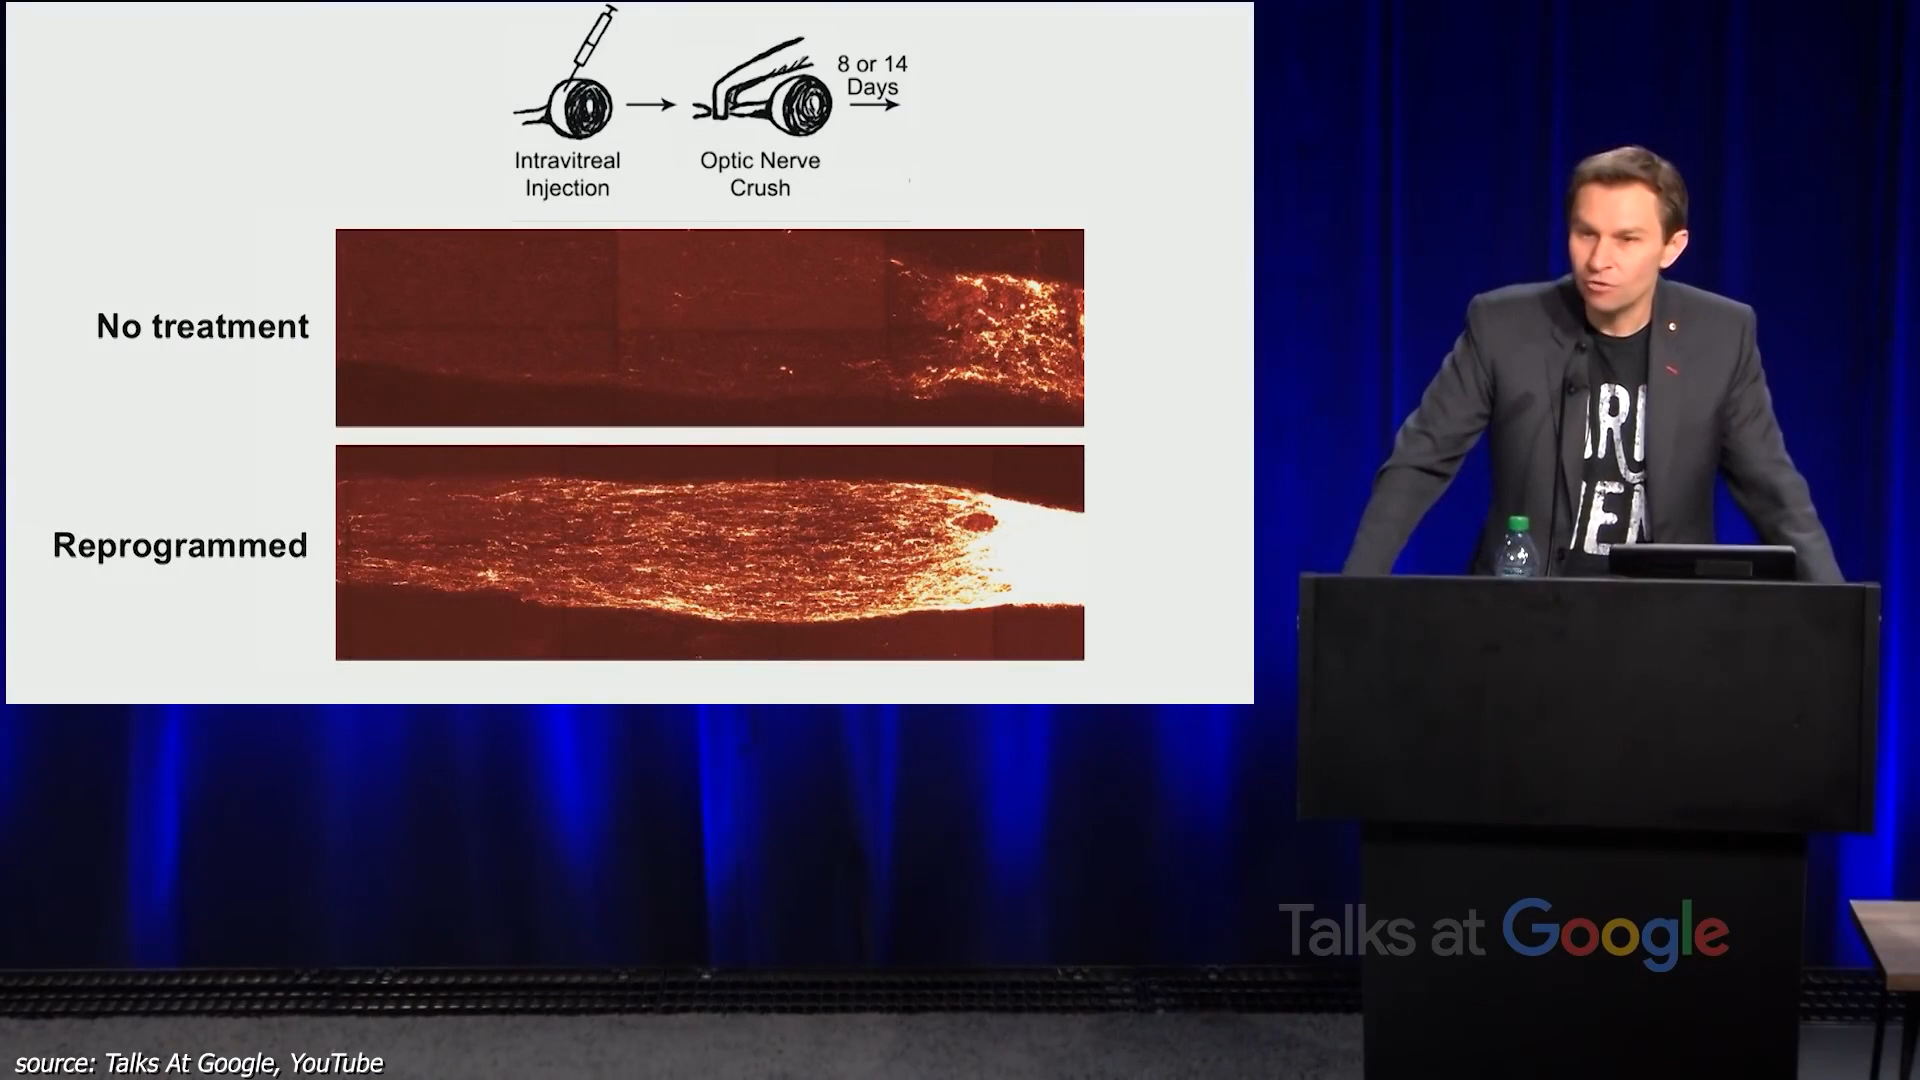 8 or 14
Days
Intravitreal
Injection
Optic Nerve
Crush
No treatment
Reprogrammed
Talks at Google
source: Talks At Google, YouTube